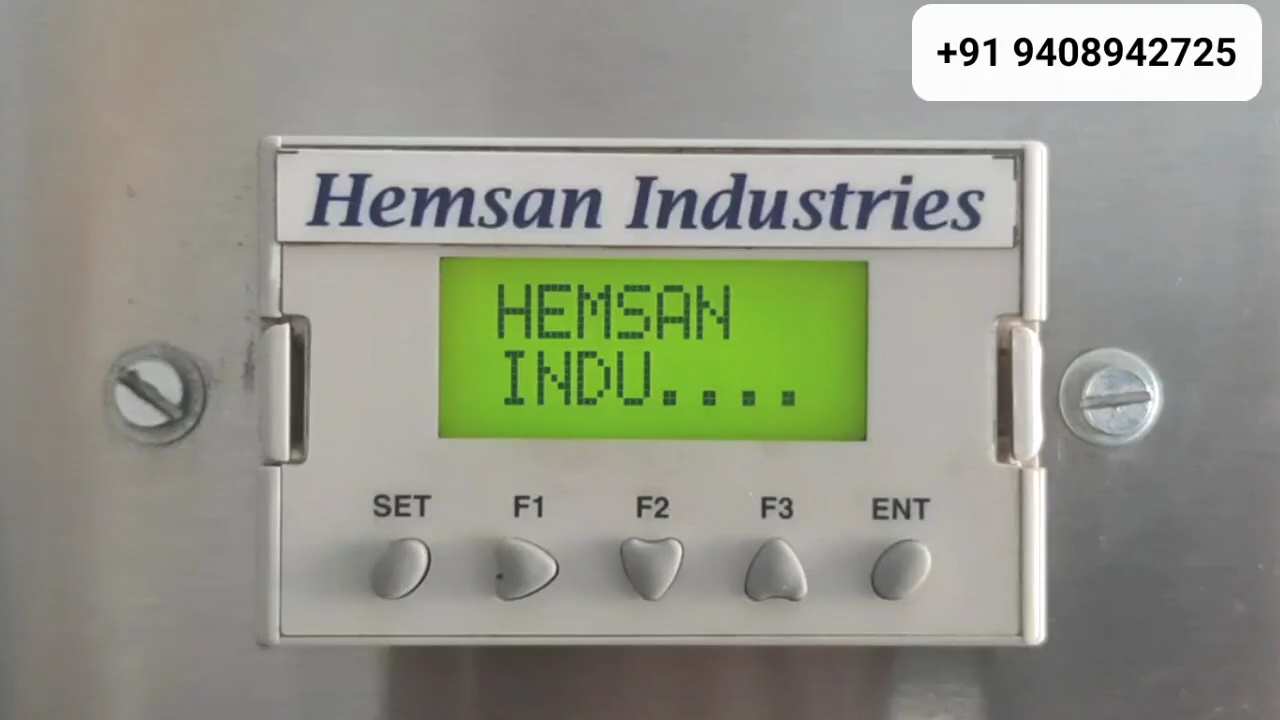 +91 9408942725
Hemsan Industries
HEMSAN
INDU....
SET F1 F2 F3 ENT